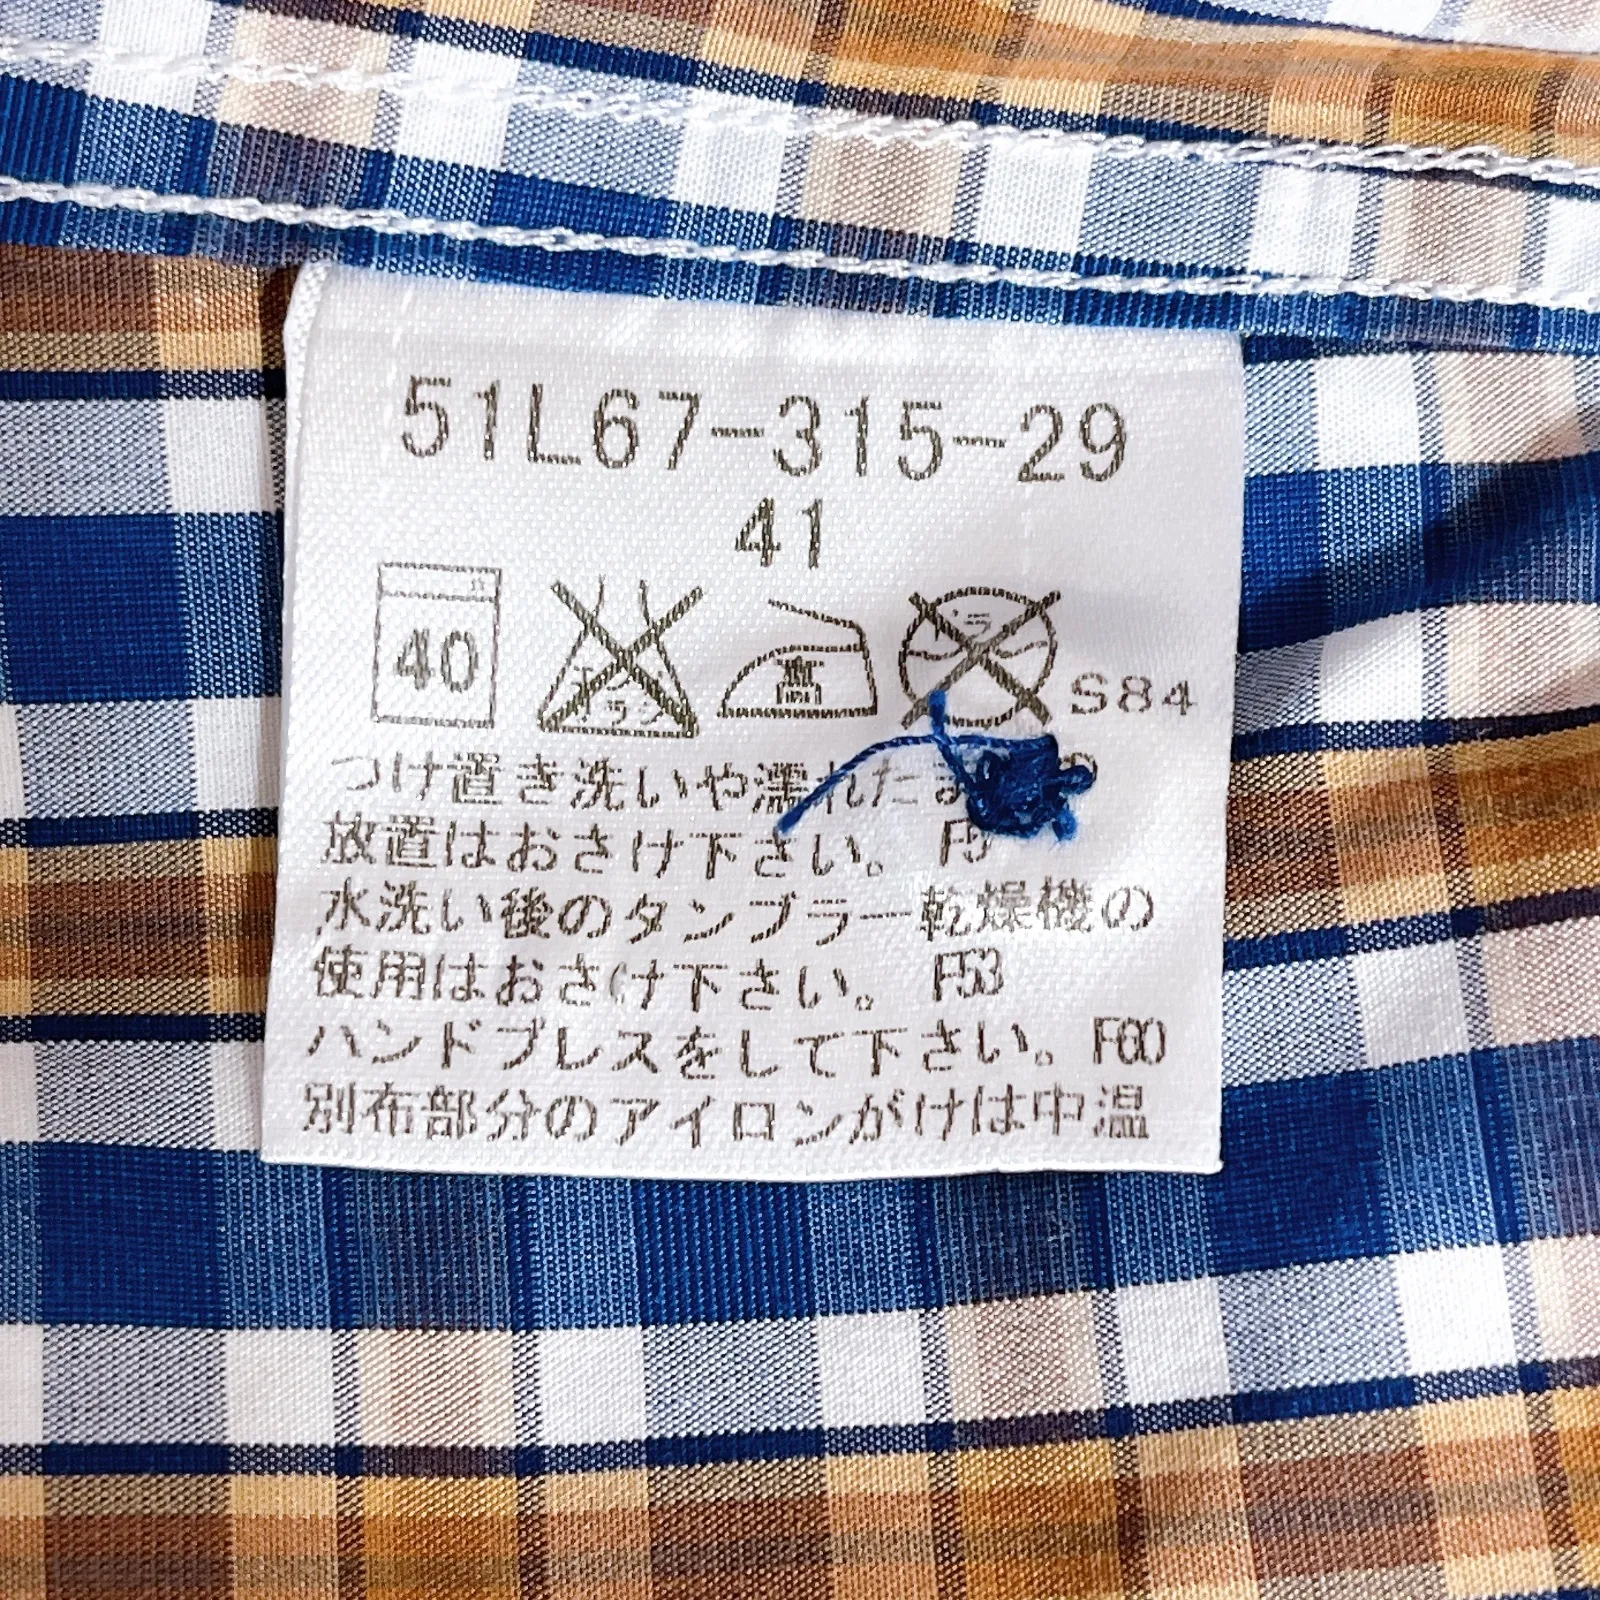 51L67-315-29
41
40
高
S84
つけ置き洗いや濡れたま
放置はおさけ下さい。
水洗い後のタンブラー乾燥機の
使用はおさけ下さい。 F53
ハンドプレスをして下さい。 F60
別布部分のアイロンがけは中温